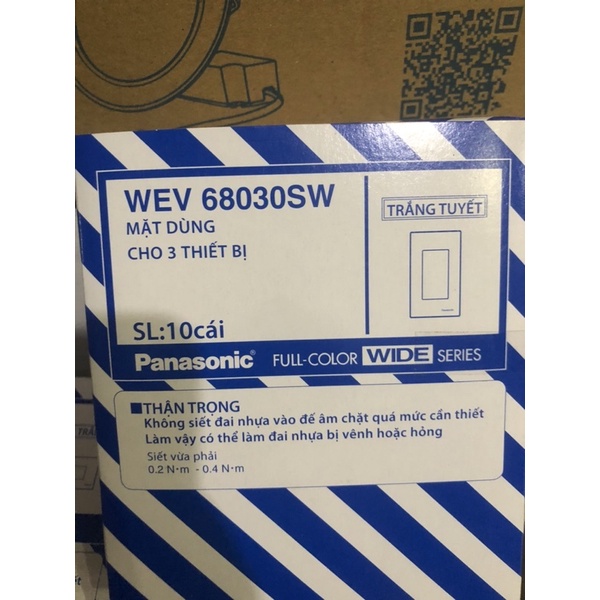 WEV 68030SW
MẶT DÙNG
CHO 3 THIẾT BỊ
SL:10cái
TRẮNG TUYẾT
Panasonic® FULL-COLOR WIDE SERIES
■THẬN TRỌNG
Không siết đai nhựa vào đế âm chặt quá mức cần thiết
Làm vậy có thể làm đai nhựa bị vênh hoặc hỏng
Siết vừa phải
0.2 N·m - 0.4 N·m
TRẮN